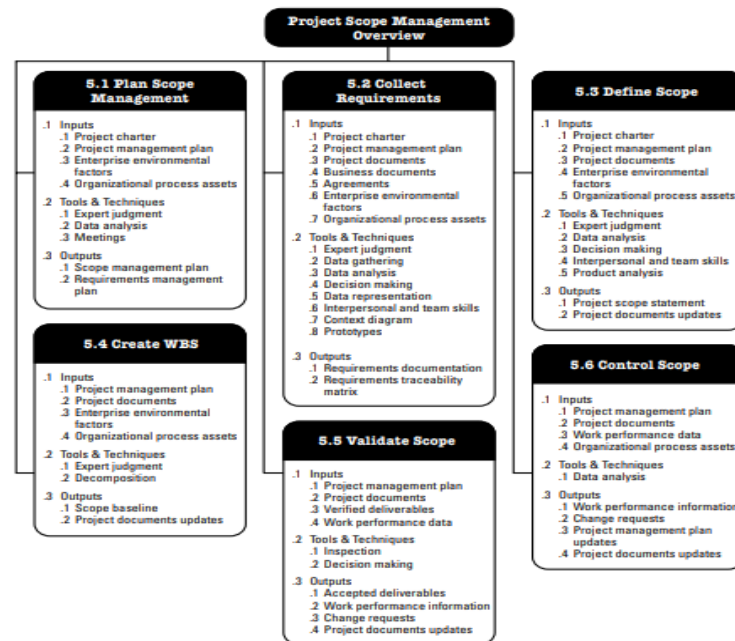 Project Scope Management
Overview
5.1 Plan Scope
Management
.1 Inputs
.1 Project charter
.2 Project management plan
.3 Enterprise environmental
factors
.4 Organizational process assets
.2 Tools & Techniques
.1 Expert judgment
.2 Data analysis
.3 Meetings
.3 Outputs
.1 Scope management plan
.2 Requirements management
plan
5.2 Collect
Requirements
.1 Inputs
.1 Project charter
.2 Project management plan
.3 Project documents
.4 Business documents
.5 Agreements
.6 Enterprise environmental
factors
.7 Organizational process assets
.2 Tools & Techniques
.1 Expert judgment
.2 Data gathering
.3 Data analysis
.4 Decision making
.5 Data representation
.6 Interpersonal and team skills
.7 Context diagram
.8 Prototypes
.3 Outputs
.1 Requirements documentation
.2 Requirements traceability
matrix
5.3 Define Scope
.1 Inputs
.1 Project charter
.2 Project management plan
.3 Project documents
.4 Enterprise environmental
factors
.5 Organizational process assets
.2 Tools & Techniques
.1 Expert judgment
.2 Data analysis
.3 Decision making
.4 Interpersonal and team skills
.5 Product analysis
.3 Outputs
.1 Project scope statement
.2 Project documents updates
5.4 Create WBS
.1 Inputs
.1 Project management plan
.2 Project documents
.3 Enterprise environmental
factors
.4 Organizational process assets
.2 Tools & Techniques
.1 Expert judgment
.2 Decomposition
.3 Outputs
.1 Scope baseline
.2 Project documents updates
5.5 Validate Scope
.1 Inputs
.1 Project management plan
.2 Project documents
.3 Verified deliverables
.4 Work performance data
.2 Tools & Techniques
.1 Inspection
.2 Decision making
.3 Outputs
.1 Accepted deliverables
.2 Work performance information
.3 Change requests
.4 Project documents updates
5.6 Control Scope
.1 Inputs
.1 Project management plan
.2 Project documents
.3 Work performance data
.4 Organizational process assets
.2 Tools & Techniques
.1 Data analysis
.3 Outputs
.1 Work performance information
.2 Change requests
.3 Project management plan
updates
.4 Project documents updates